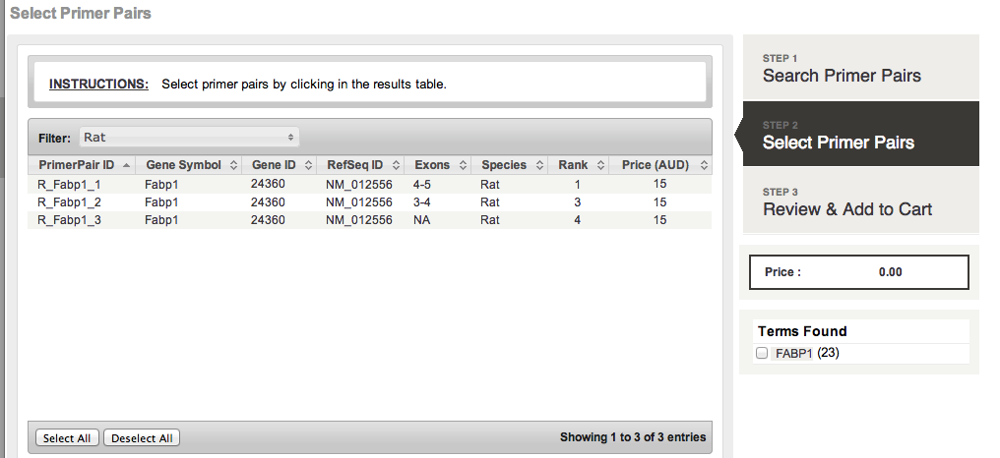 Select Primer Pairs
INSTRUCTIONS: Select primer pairs by clicking in the results table.
Filter: Rat
PrimerPair ID Gene Symbol Gene ID RefSeq ID Exons Species Rank Price (AUD)
R_Fabp1_1 Fabp1 24360 NM_012556 4-5 Rat 1 15
R_Fabp1_2 Fabp1 24360 NM_012556 3-4 Rat 3 15
R_Fabp1_3 Fabp1 24360 NM_012556 NA Rat 4 15
Select All Deselect All Showing 1 to 3 of 3 entries
STEP 1
Search Primer Pairs
STEP 2
Select Primer Pairs
STEP 3
Review & Add to Cart
Price : 0.00
Terms Found
FABP1 (23)